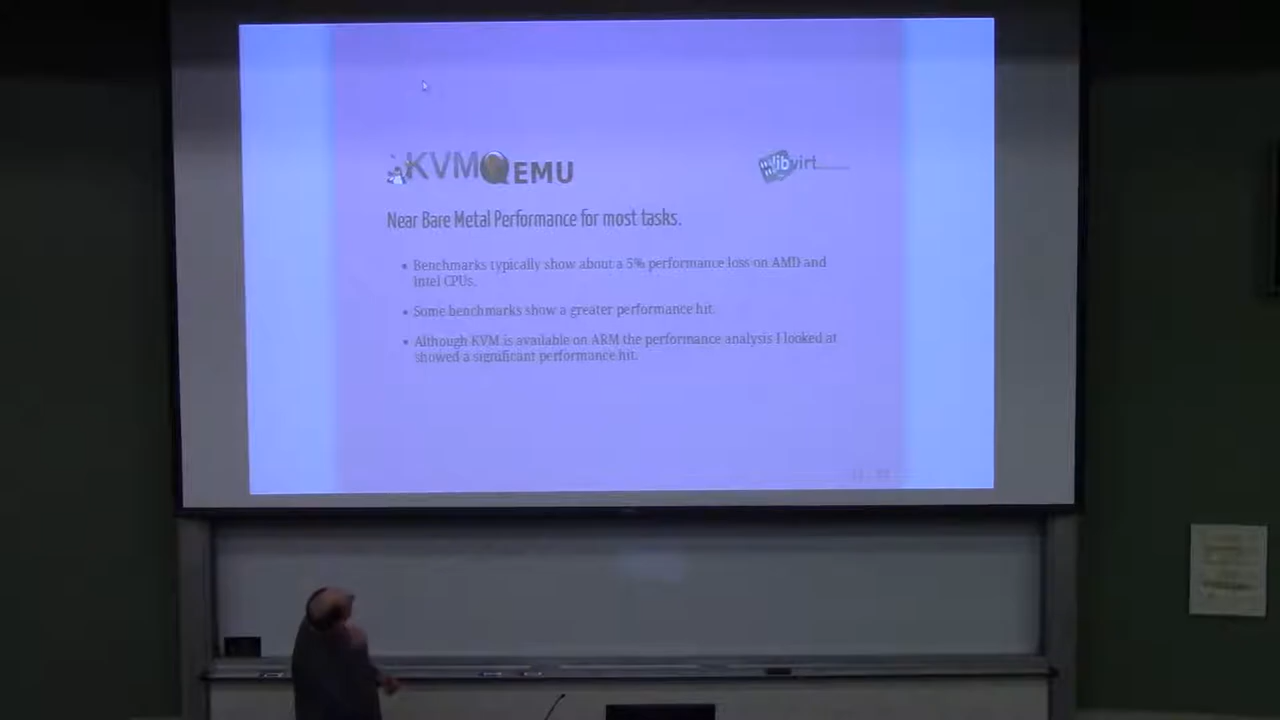 KVM QEMU libvirt
Near Bare Metal Performance for most tasks.
• Benchmarks typically show about a 5% performance loss on AMD and
Intel CPUs.
• Some benchmarks show a greater performance hit.
• Although KVM is available on ARM the performance analysis I looked at
showed a significant performance hit.